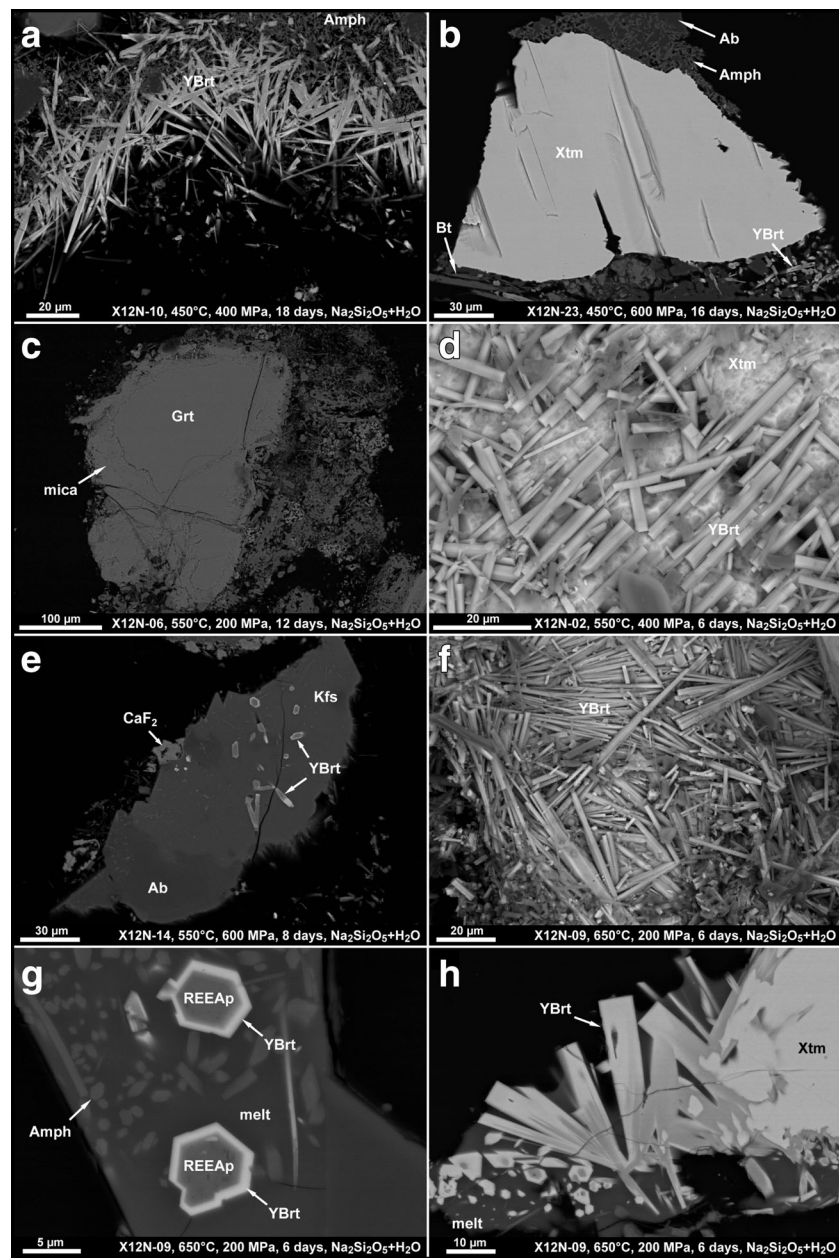 a
Amph
YBrt
20 µm
X12N-10, 450°C, 400 MPa, 18 days, Na₂Si₂O₅+H₂O
b
Ab
Amph
Xtm
Bt
YBrt
30 µm
X12N-23, 450°C, 600 MPa, 16 days, Na₂Si₂O₅+H₂O
c
Grt
mica
100 µm
X12N-06, 550°C, 200 MPa, 12 days, Na₂Si₂O₅+H₂O
d
Xtm
YBrt
20 µm
X12N-02, 550°C, 400 MPa, 6 days, Na₂Si₂O₅+H₂O
e
Kfs
CaF₂
YBrt
Ab
30 µm
X12N-14, 550°C, 600 MPa, 8 days, Na₂Si₂O₅+H₂O
f
YBrt
20 µm
X12N-09, 650°C, 200 MPa, 6 days, Na₂Si₂O₅+H₂O
g
REEAp
YBrt
melt
Amph
REEAp
YBrt
5 µm
X12N-09, 650°C, 200 MPa, 6 days, Na₂Si₂O₅+H₂O
h
YBrt
Xtm
melt
10 µm
X12N-09, 650°C, 200 MPa, 6 days, Na₂Si₂O₅+H₂O